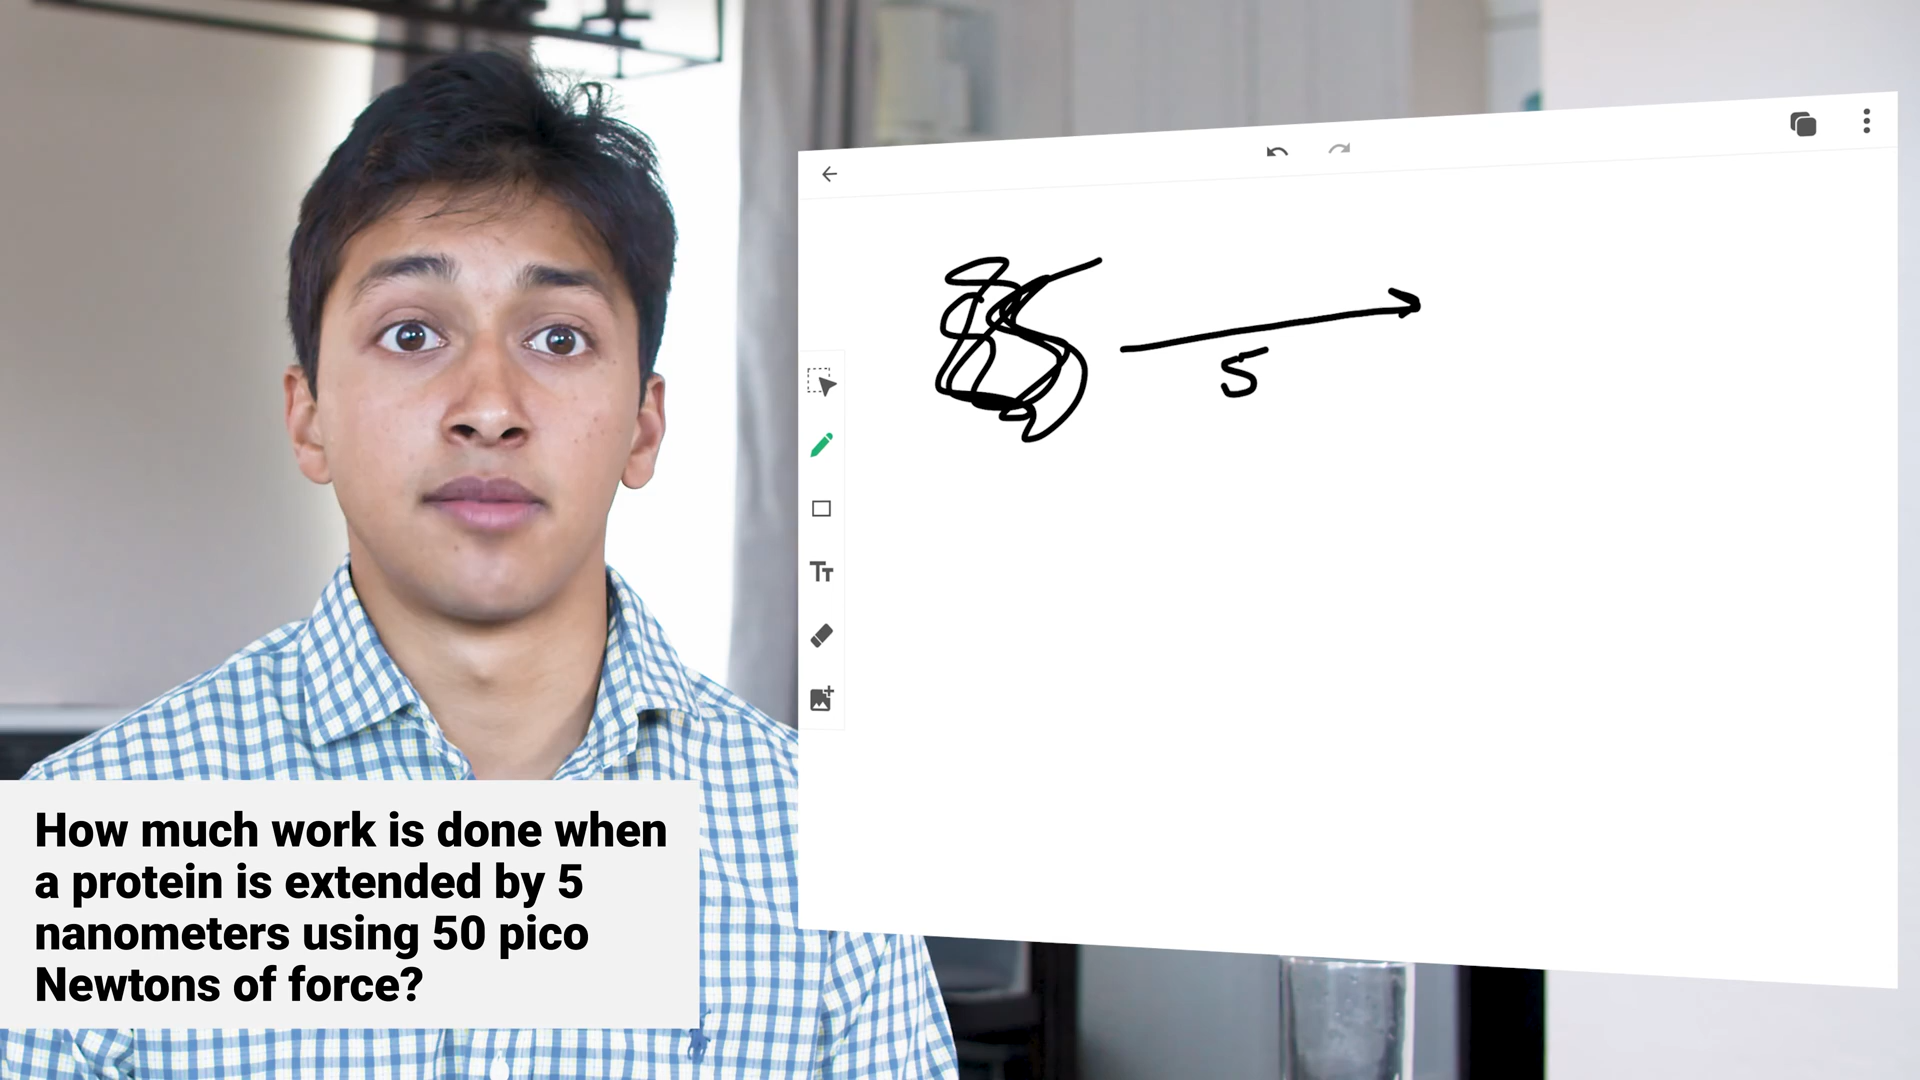 5
How much work is done when
a protein is extended by 5
nanometers using 50 pico
Newtons of force?
Tт